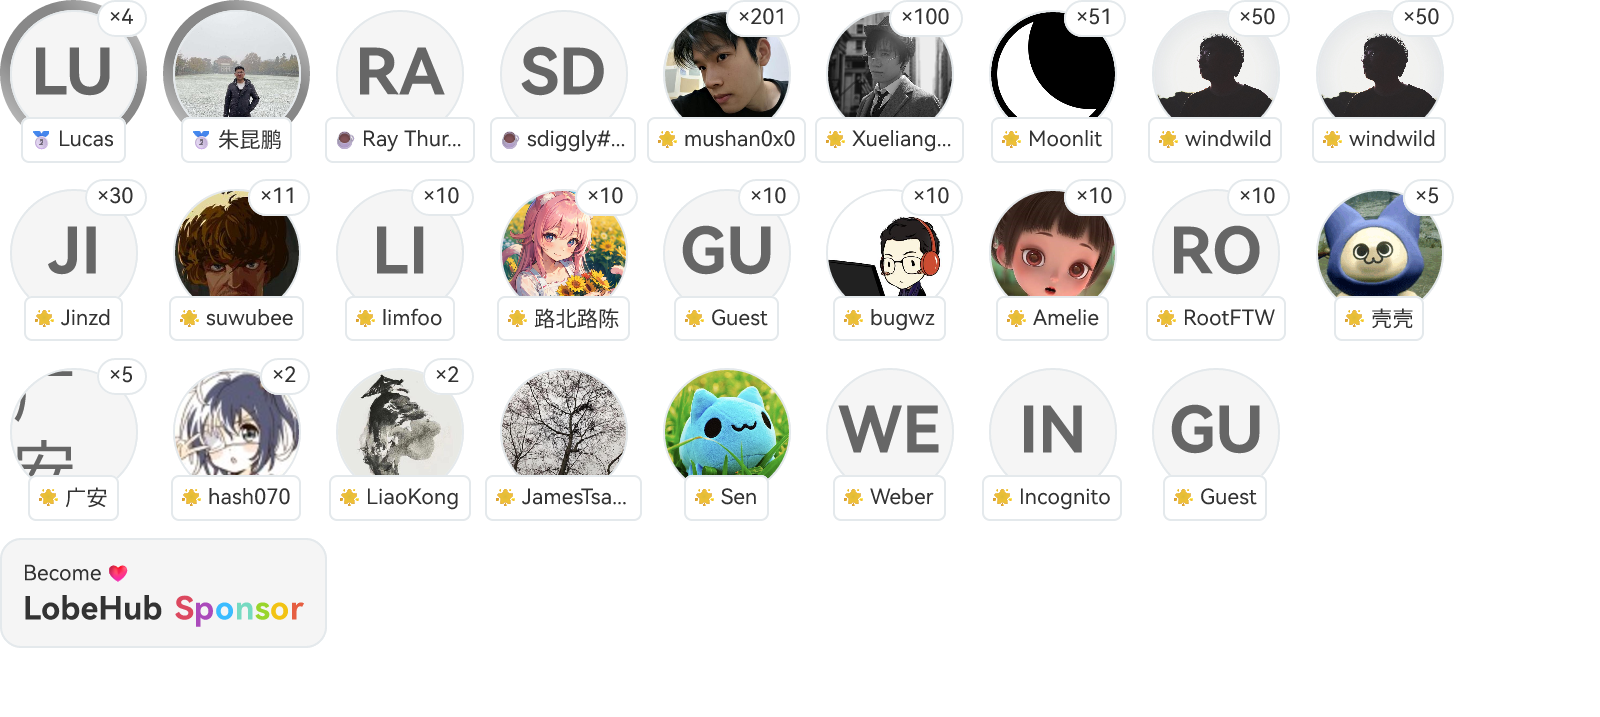 ×4
LU
Lucas
朱昆鹏
RA
Ray Thur...
SD
sdiggly#...
×201
mushan0x0
×100
Xueliang...
×51
Moonlit
×50
windwild
×50
windwild
×30
JI
Jinzd
×11
suwubee
×10
LI
limfoo
×10
路北路陈
×10
GU
Guest
×10
bugwz
×10
Amelie
×10
RO
RootFTW
×5
壳壳
×5
广安
广安
×2
hash070
×2
LiaoKong
JamesTsa...
Sen
WE
Weber
IN
Incognito
GU
Guest
Become
LobeHub Sponsor